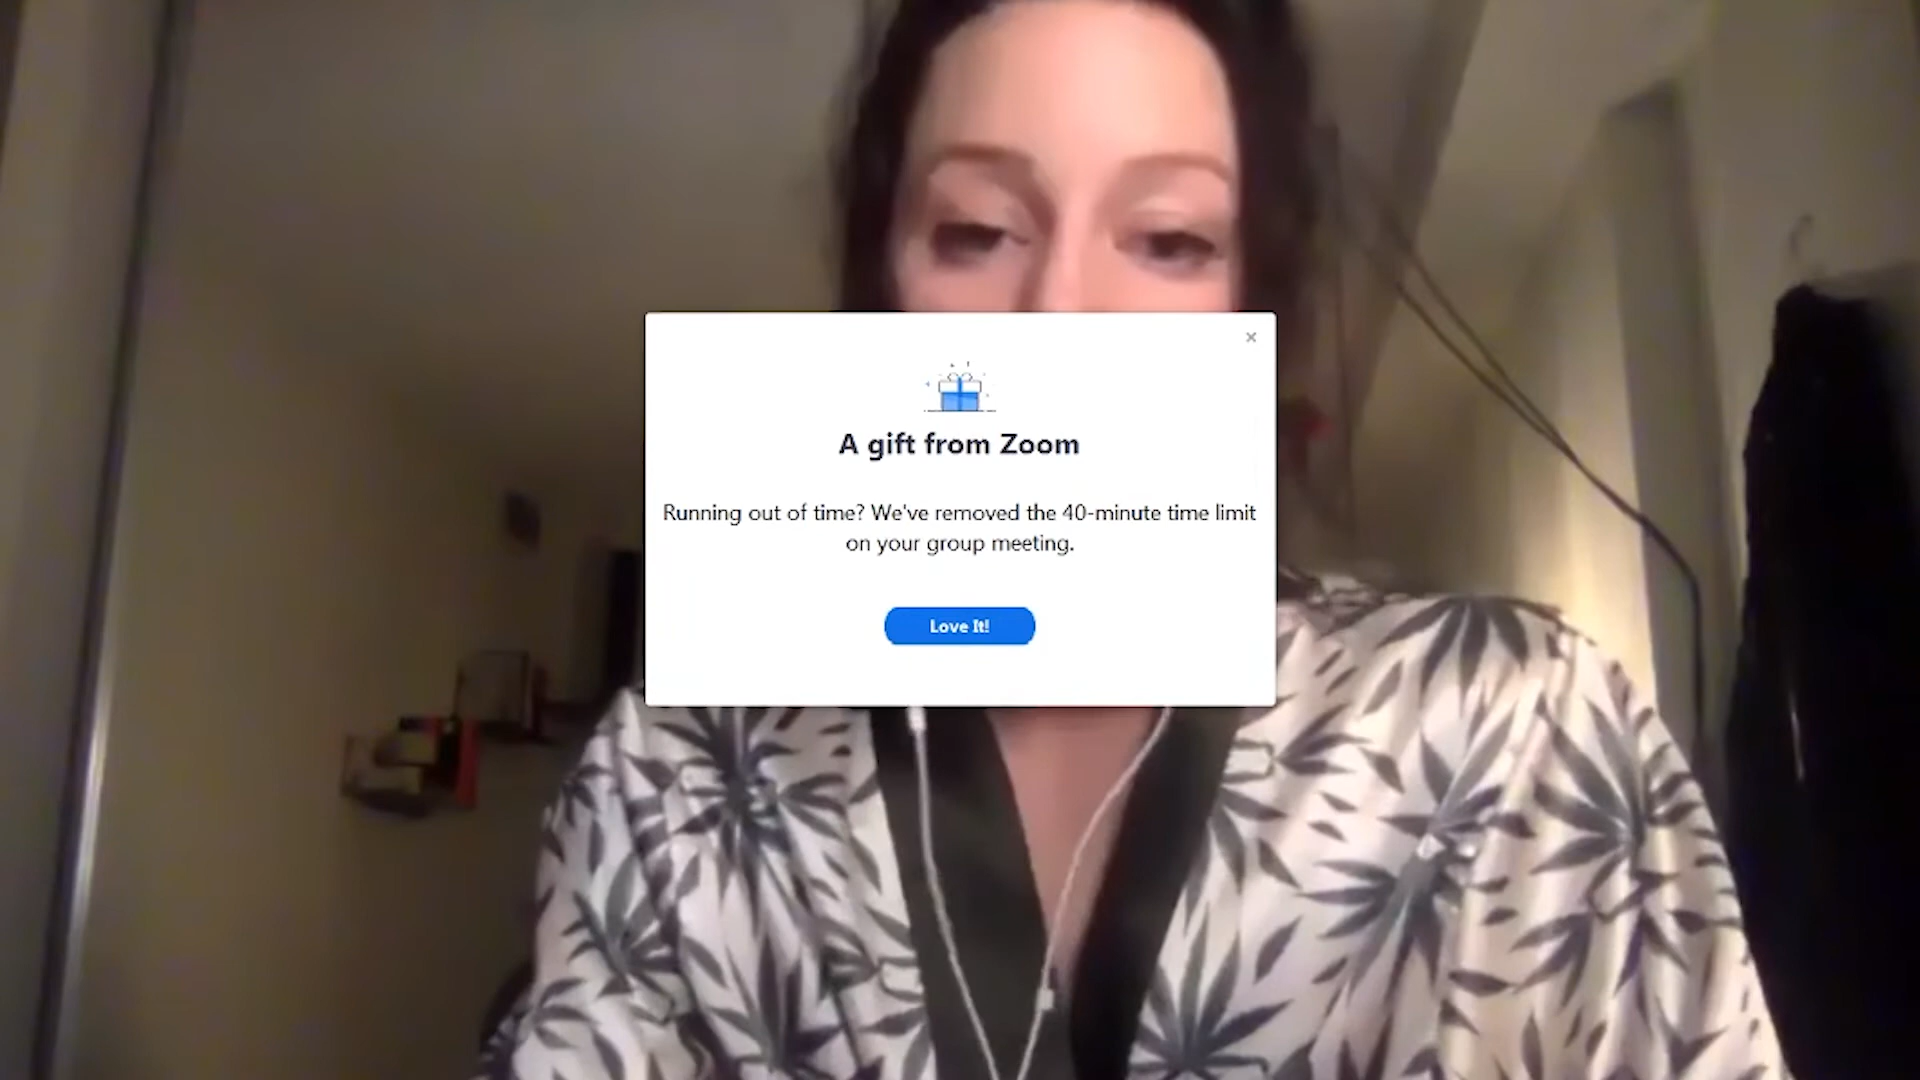 A gift from Zoom
Running out of time? We've removed the 40-minute time limit
on your group meeting.
Love It!